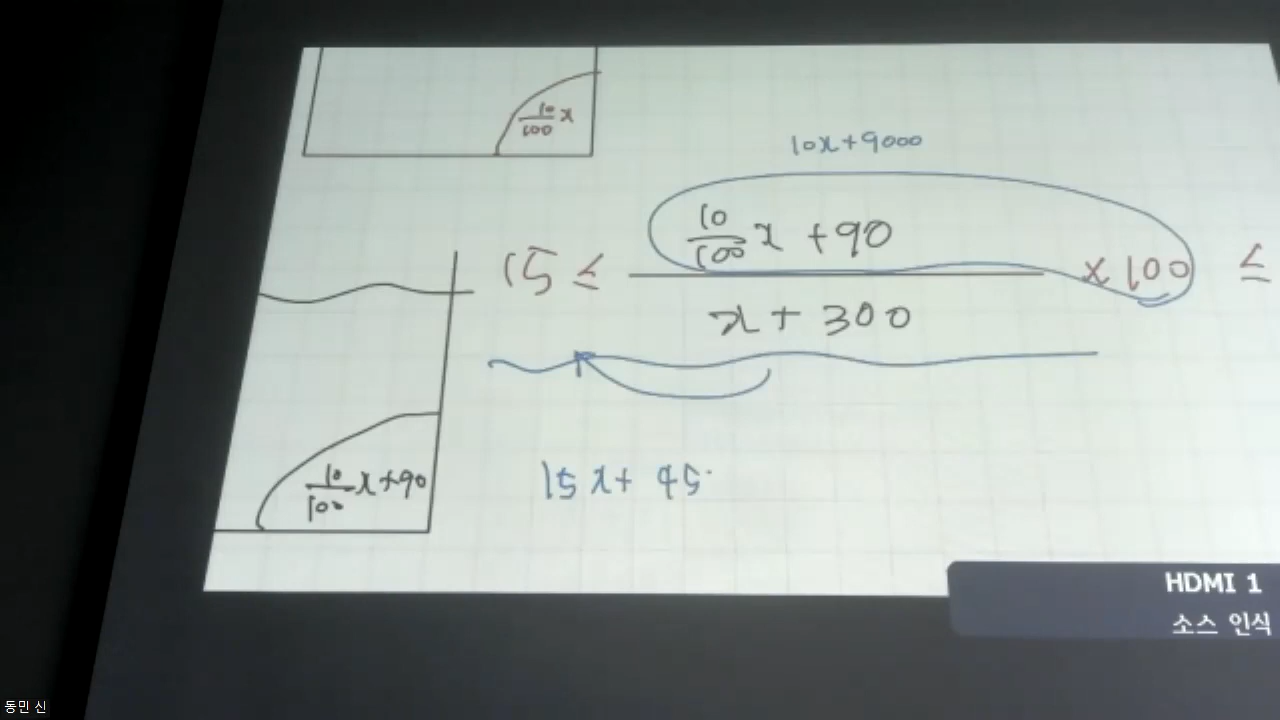 10/100 x
10x+9000
15 ≤ (10/100 x + 90)/(x + 300) × 100 ≤
10/100 x+90
15x+45
HDMI 1
소스 인식
동민 신